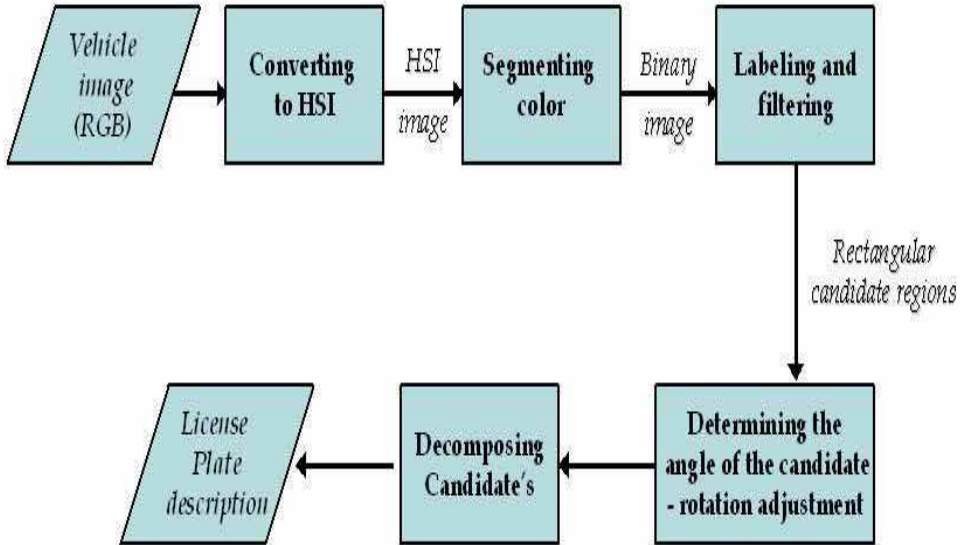 Vehicle
image
(RGB)
Converting
to HSI
HSI
image
Segmenting
color
Binary
image
Labeling and
filtering
Rectangular
candidate regions
Determining the
angle of the candidate
- rotation adjustment
Decomposing
Candidate's
License
Plate
description